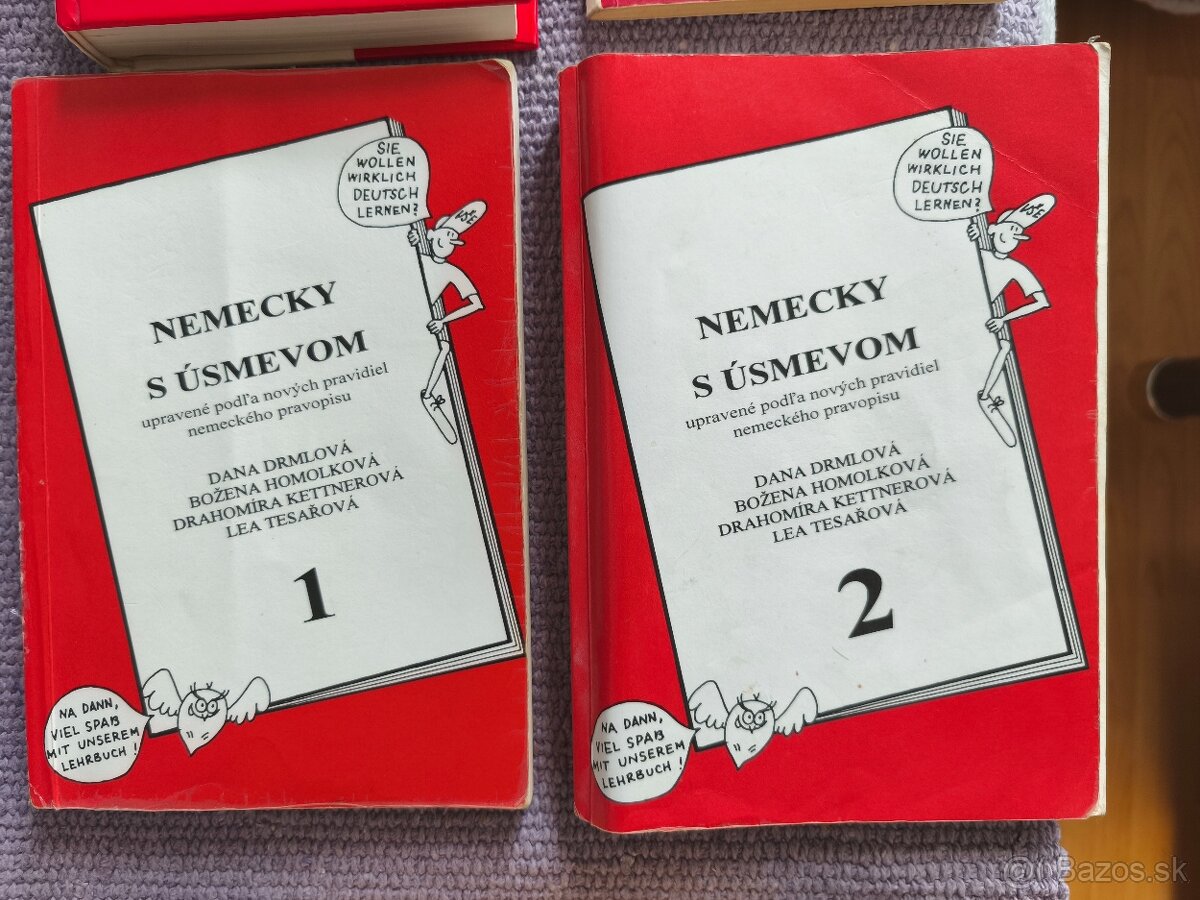 SIE
WOLLEN
WIRKLICH
DEUTSCH
LERNEN?
VŠE
NEMECKY
S ÚSMEVOM
upravené podľa nových pravidiel
nemeckého pravopisu
DANA DRMLOVÁ
BOŽENA HOMOLKOVÁ
DRAHOMÍRA KETTNEROVÁ
LEA TESAŘOVÁ
1
NA DANN,
VIEL SPAß
MIT UNSEREM
LEHRBUCH!
SIE
WOLLEN
WIRKLICH
DEUTSCH
LERNEN?
VŠE
NEMECKY
S ÚSMEVOM
upravené podľa nových pravidiel
nemeckého pravopisu
DANA DRMLOVÁ
BOŽENA HOMOLKOVÁ
DRAHOMÍRA KETTNEROVÁ
LEA TESAŘOVÁ
2
NA DANN,
VIEL SPAß
MIT UNSEREM
LEHRBUCH!
Bazos.sk